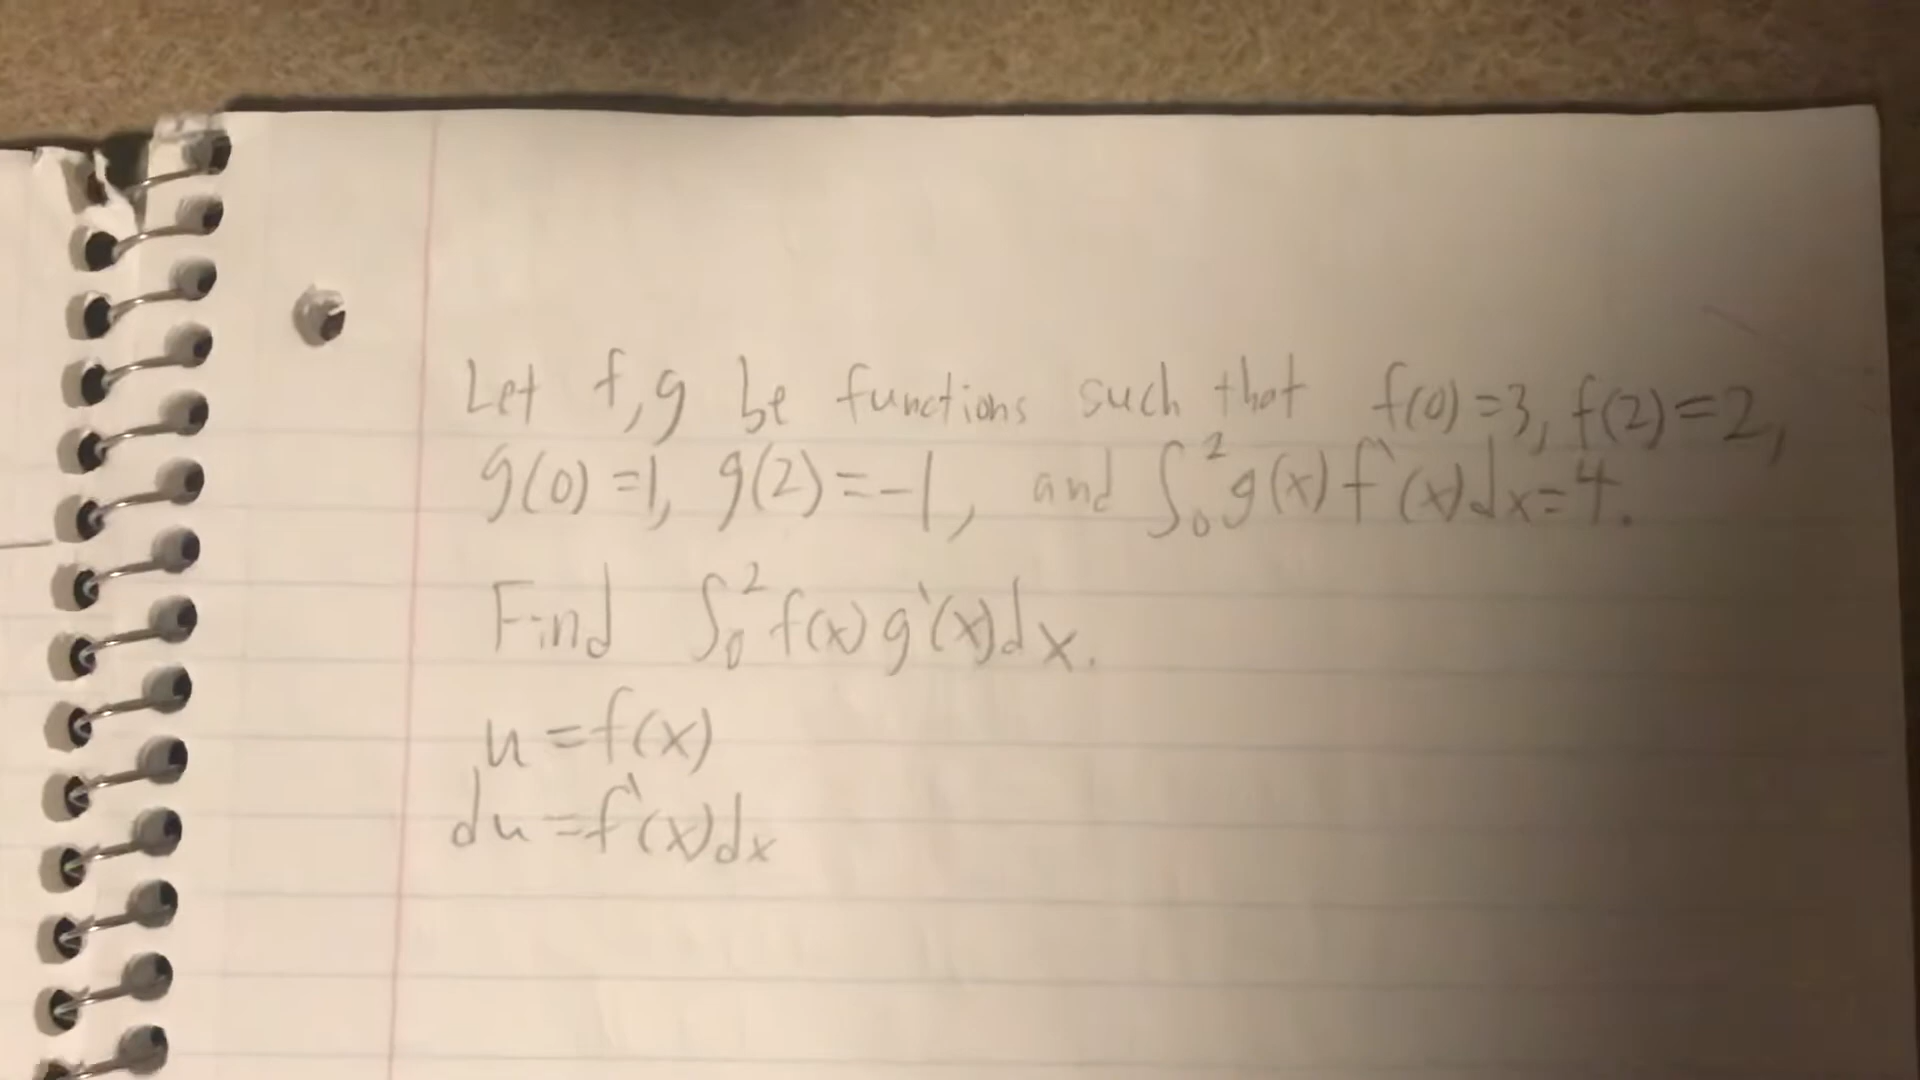 Let f,g be functions such that f(0)=3, f(2)=2,
g(0)=1, g(2)=-1, and ∫₀² g(x)f'(x)dx=4.
Find ∫₀² f(x)g'(x)dx.
u=f(x)
du=f'(x)dx